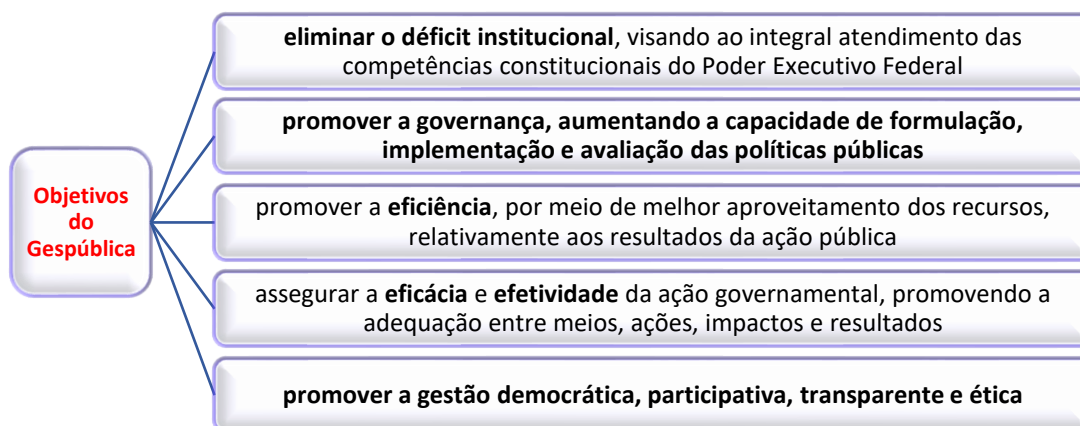 Objetivos
do
Gespública
eliminar o déficit institucional, visando ao integral atendimento das
competências constitucionais do Poder Executivo Federal
promover a governança, aumentando a capacidade de formulação,
implementação e avaliação das políticas públicas
promover a eficiência, por meio de melhor aproveitamento dos recursos,
relativamente aos resultados da ação pública
assegurar a eficácia e efetividade da ação governamental, promovendo a
adequação entre meios, ações, impactos e resultados
promover a gestão democrática, participativa, transparente e ética